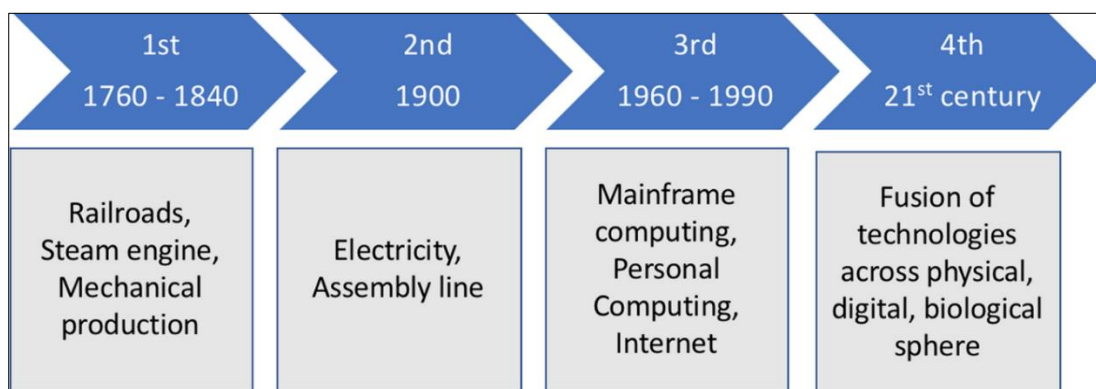 1st
1760 - 1840
2nd
1900
3rd
1960 - 1990
4th
21st century
Railroads,
Steam engine,
Mechanical
production
Electricity,
Assembly line
Mainframe
computing,
Personal
Computing,
Internet
Fusion of
technologies
across physical,
digital, biological
sphere